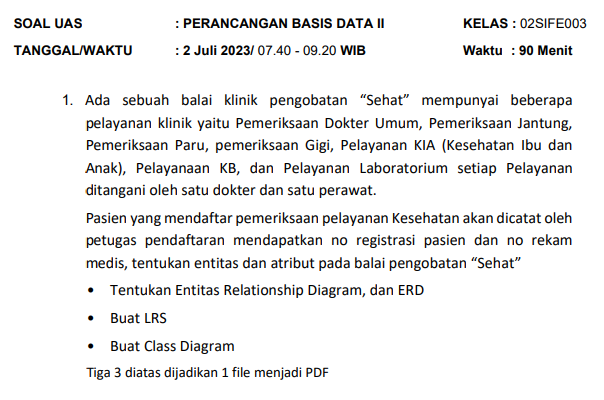 SOAL UAS : PERANCANGAN BASIS DATA II KELAS : 02SIFE003
TANGGAL/WAKTU : 2 Juli 2023/ 07.40 - 09.20 WIB Waktu : 90 Menit
1. Ada sebuah balai klinik pengobatan “Sehat” mempunyai beberapa
pelayanan klinik yaitu Pemeriksaan Dokter Umum, Pemeriksaan Jantung,
Pemeriksaan Paru, pemeriksaan Gigi, Pelayanan KIA (Kesehatan Ibu dan
Anak), Pelayanaan KB, dan Pelayanan Laboratorium setiap Pelayanan
ditangani oleh satu dokter dan satu perawat.
Pasien yang mendaftar pemeriksaan pelayanan Kesehatan akan dicatat oleh
petugas pendaftaran mendapatkan no registrasi pasien dan no rekam
medis, tentukan entitas dan atribut pada balai pengobatan “Sehat”
• Tentukan Entitas Relationship Diagram, dan ERD
• Buat LRS
• Buat Class Diagram
Tiga 3 diatas dijadikan 1 file menjadi PDF